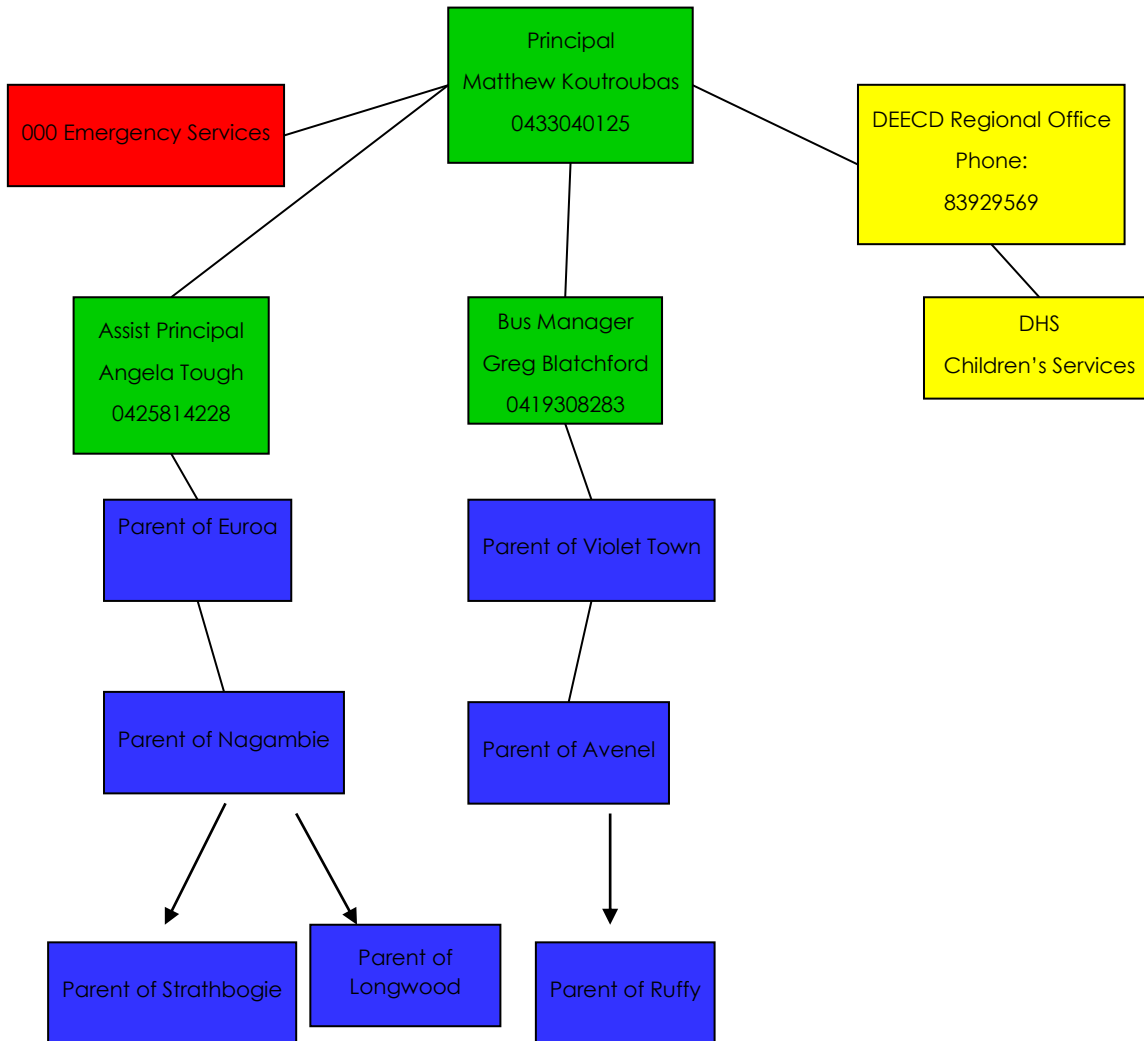 Principal
Matthew Koutroubas
0433040125
000 Emergency Services
DEECD Regional Office
Phone:
83929569
Assist Principal
Angela Tough
0425814228
Bus Manager
Greg Blatchford
0419308283
DHS
Children’s Services
Parent of Euroa
Parent of Violet Town
Parent of Nagambie
Parent of Avenel
Parent of Strathbogie
Parent of
Longwood
Parent of Ruffy